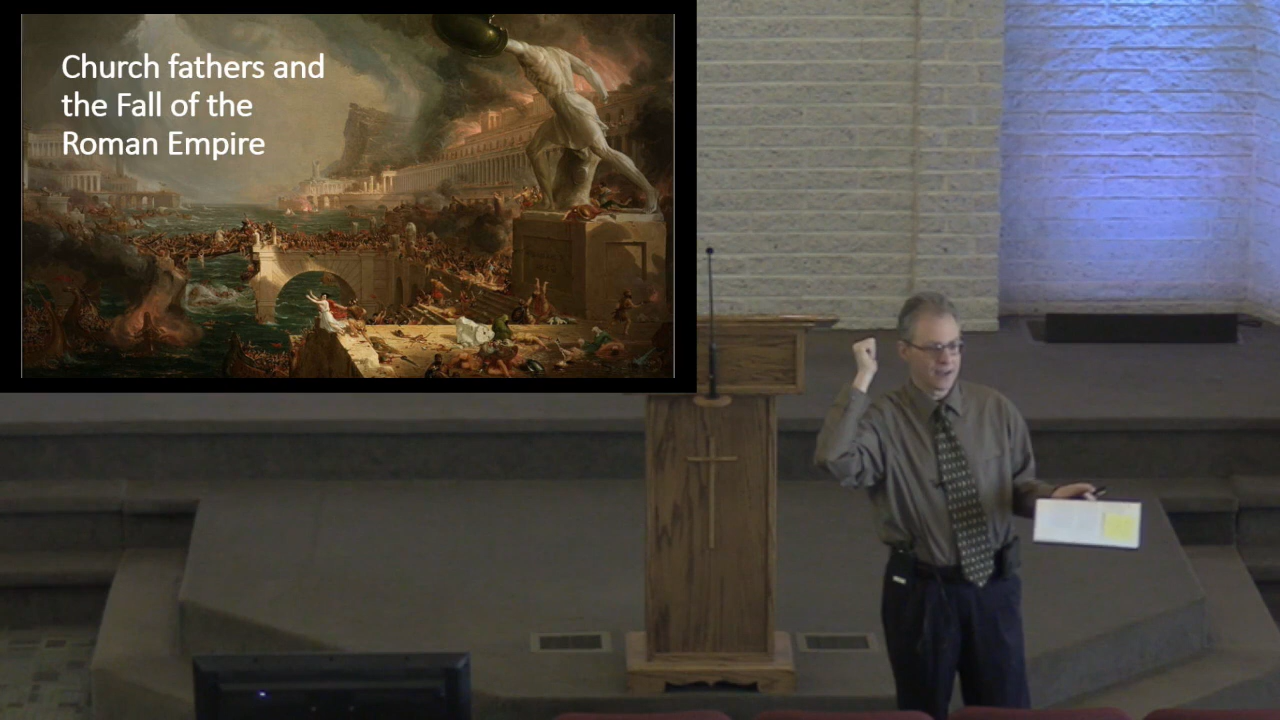 Church fathers and
the Fall of the
Roman Empire